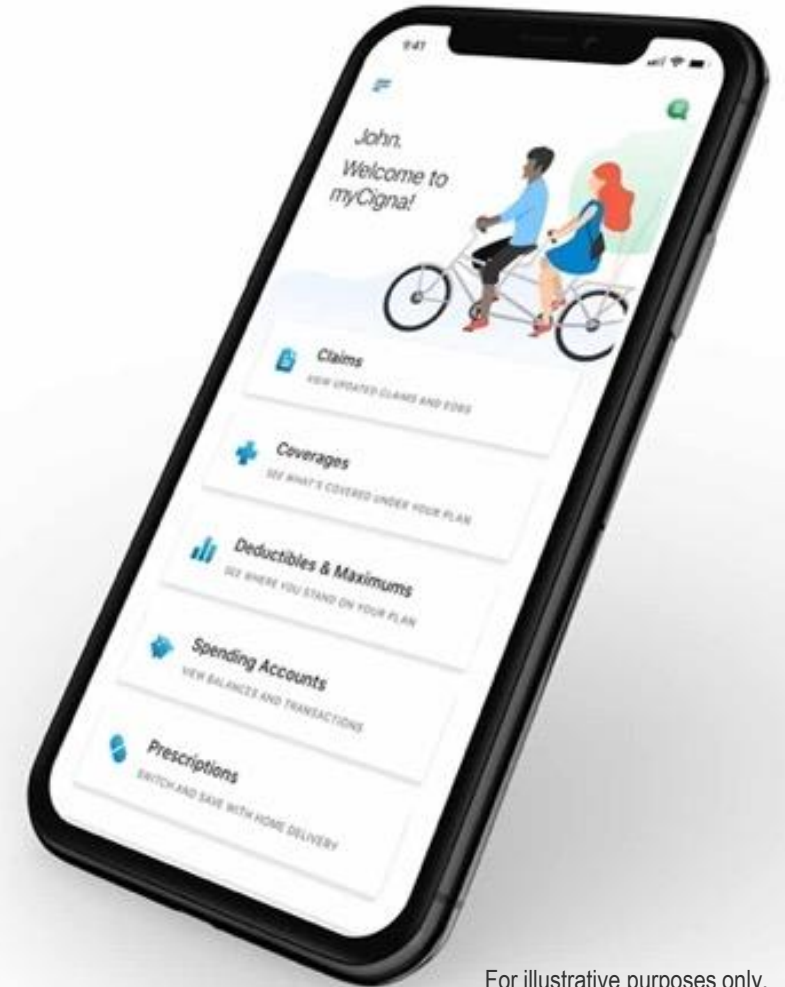 9:41
John.
Welcome to
myCigna!
Claims
VIEW UPDATED CLAIMS AND EOBS
Coverages
SEE WHAT'S COVERED UNDER YOUR PLAN
Deductibles & Maximums
SEE WHERE YOU STAND ON YOUR PLAN
Spending Accounts
VIEW BALANCES AND TRANSACTIONS
Prescriptions
SWITCH AND SAVE WITH HOME DELIVERY
For illustrative purposes only.